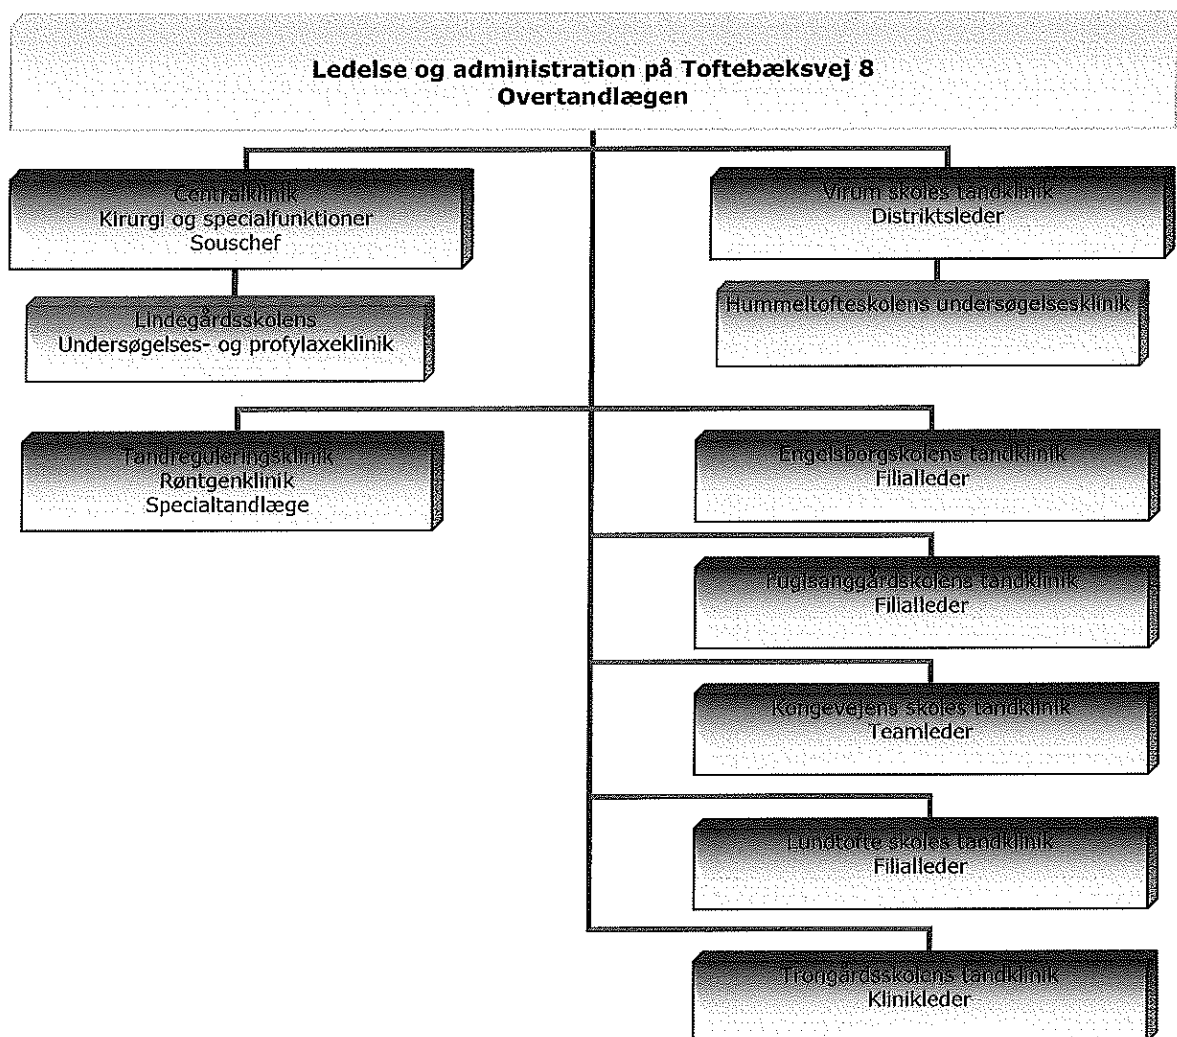 Ledelse og administration på Toftebæksvej 8
Overtandlægen
Centralklinik
Kirurgi og specialfunktioner
Souschef
Virum skoles tandklinik
Distriktsleder
Lindegårdsskolens
Undersøgelses- og profylaxeklinik
Hummeltofteskolens undersøgelsesklinik
Tandreguleringsklinik
Røntgenklinik
Specialtandlæge
Engelsborgskolens tandklinik
Filialleder
Fuglsanggårdskolens tandklinik
Filialleder
Kongevejens skoles tandklinik
Teamleder
Lundtofte skoles tandklinik
Filialleder
Trongårdsskolens tandklinik
Klinikleder